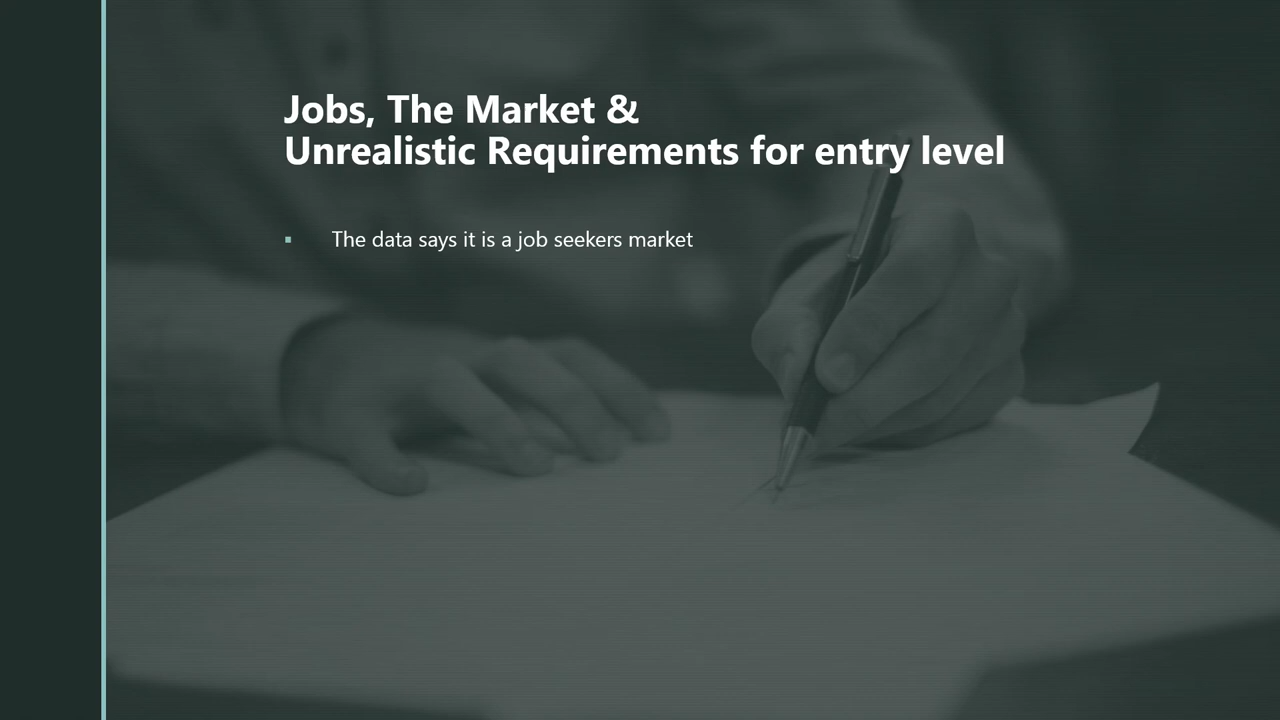 Jobs, The Market &
Unrealistic Requirements for entry level
The data says it is a job seekers market